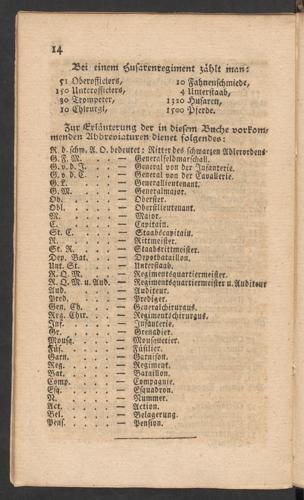 14
Bei einem Husarenregiment zählt man:
51 Oberofficiers, 10 Fahnenschmiede,
150 Unterofficiers, 4 Unterstaab,
30 Trompeter, 1320 Husaren,
10 Chirurgi, 1500 Pferde.
Zur Erläuterung der in diesem Buche vorkommenden Abbreviaturen dienet folgendes:
R. d. schw. A. O. bedeutet: Ritter des schwarzen Adlerordens.
G. F. M. . . . — Generalfeldmarschall.
G. v. d. J. . . . — General von der Infanterie.
G. v. d. C. . . . — General von der Cavallerie.
G. L. . . . — Generallieutenant.
G. M. . . . — Generalmajor.
Ob. . . . — Oberster.
Obl. . . . — Oberstlieutenant.
M. . . . — Major.
C. . . . — Capitain.
St. C. . . . — Staabscapitain.
R. . . . — Rittmeister.
St. R. . . . — Staabsrittmeister.
Dep. Bat. . . . — Depotbataillon.
Unt. St. . . . — Unterstaab.
R. Q. M. . . . — Regimentsquartiermeister.
R. Q. M. u. Aud. — Regimentsquartiermeister u. Auditeur
Aud. . . . — Auditeur.
Pred. . . . — Prediger.
Gen. Ch. . . . — Generalchirurgus.
Reg. Chir. . . . — Regimentschirurgus.
Inf. . . . — Infanterie.
Gr. . . . — Grenadier.
Mousq. . . . — Mousquetier.
Füs. . . . — Füsilier.
Garn. . . . — Garnison.
Reg. . . . — Regiment.
Bat. . . . — Bataillon.
Comp. . . . — Compagnie.
Esq. . . . — Esquadron.
N. . . . — Nummer.
Act. . . . — Action.
Bel. . . . — Belagerung.
Pens. . . . — Pension.